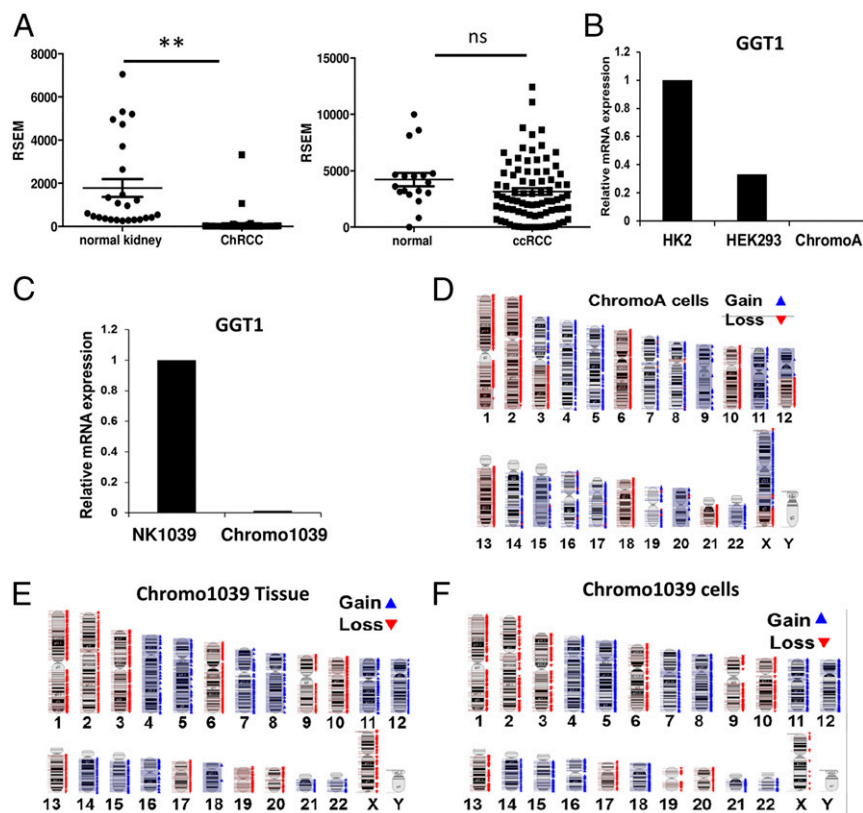 A
B
8000
6000
4000
2000
0
RSEM
**
normal kidney
ChRCC
15000
10000
5000
0
RSEM
ns
normal
ccRCC
GGT1
1.2
1
0.8
0.6
0.4
0.2
0
Relative mRNA expression
HK2
HEK293
ChromoA
C
GGT1
1.2
1
0.8
0.6
0.4
0.2
0
Relative mRNA expression
NK1039
Chromo1039
D
ChromoA cells
Gain
Loss
1 2 3 4 5 6 7 8 9 10 11 12
13 14 15 16 17 18 19 20 21 22 X Y
E
Chromo1039 Tissue
Gain
Loss
1 2 3 4 5 6 7 8 9 10 11 12
13 14 15 16 17 18 19 20 21 22 X Y
F
Chromo1039 cells
Gain
Loss
1 2 3 4 5 6 7 8 9 10 11 12
13 14 15 16 17 18 19 20 21 22 X Y